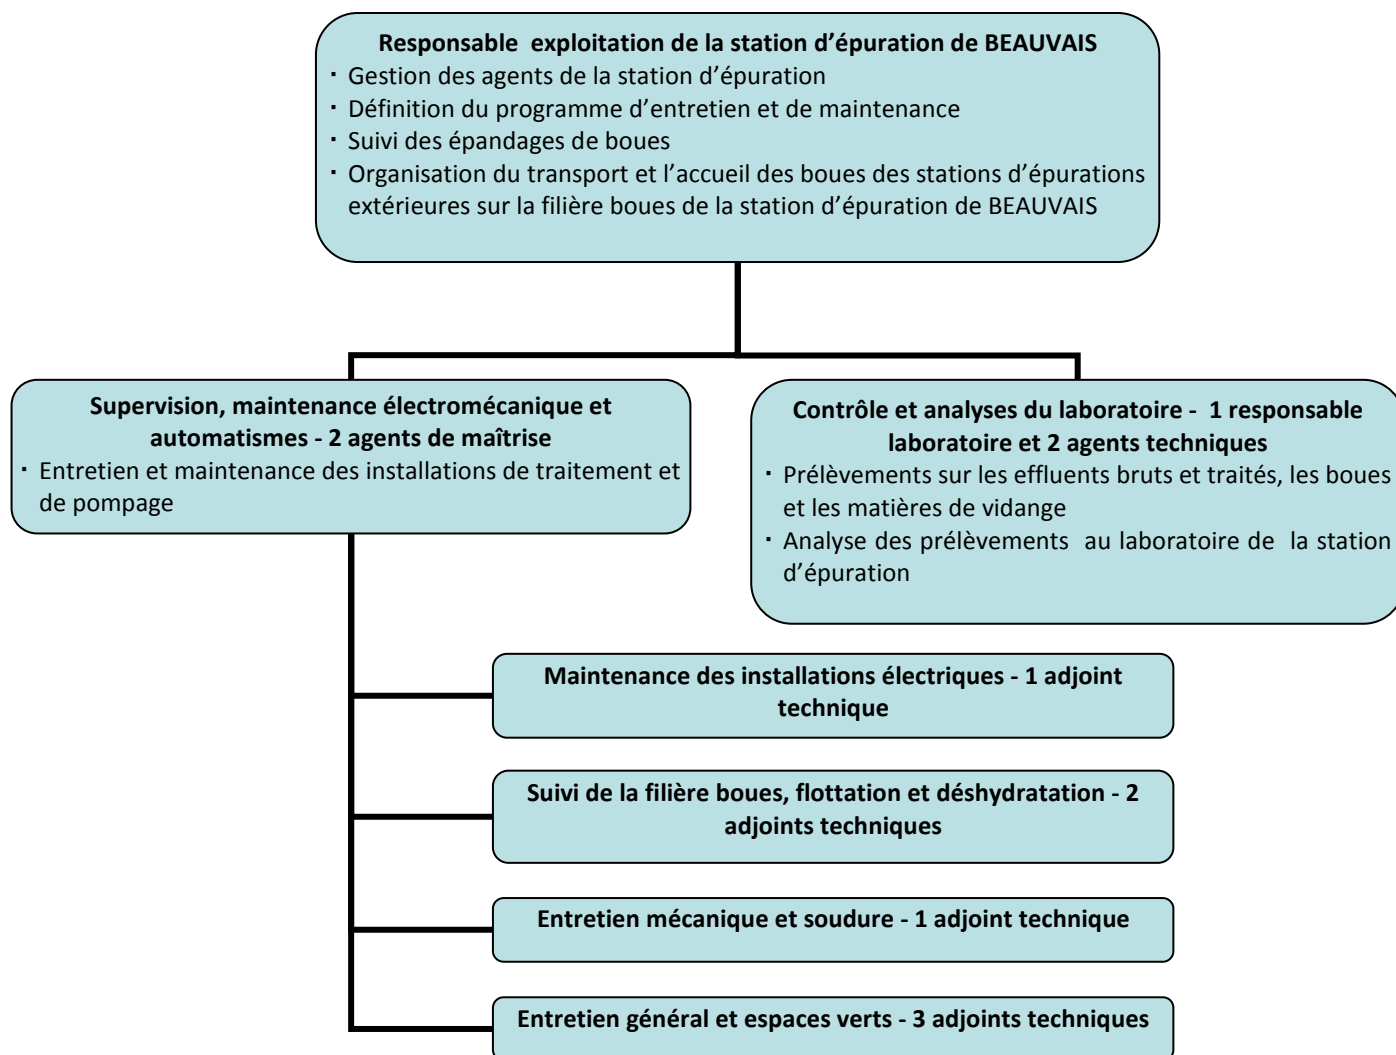 Responsable  exploitation de la station d’épuration de BEAUVAIS
· Gestion des agents de la station d’épuration
· Définition du programme d’entretien et de maintenance
· Suivi des épandages de boues
· Organisation du transport et l’accueil des boues des stations d’épurations
extérieures sur la filière boues de la station d’épuration de BEAUVAIS
Supervision, maintenance électromécanique et
automatismes - 2 agents de maîtrise
· Entretien et maintenance des installations de traitement et
de pompage
Contrôle et analyses du laboratoire -  1 responsable
laboratoire et 2 agents techniques
· Prélèvements sur les effluents bruts et traités, les boues
et les matières de vidange
· Analyse des prélèvements  au laboratoire de  la station
d’épuration
Maintenance des installations électriques - 1 adjoint
technique
Suivi de la filière boues, flottation et déshydratation - 2
adjoints techniques
Entretien mécanique et soudure - 1 adjoint technique
Entretien général et espaces verts - 3 adjoints techniques